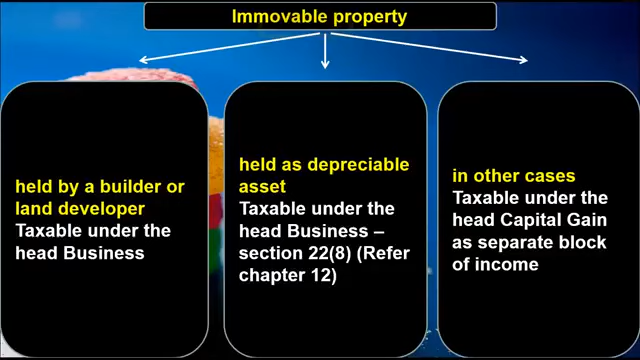 Immovable property
held by a builder or
land developer
Taxable under the
head Business
held as depreciable
asset
Taxable under the
head Business –
section 22(8) (Refer
chapter 12)
in other cases
Taxable under the
head Capital Gain
as separate block
of income